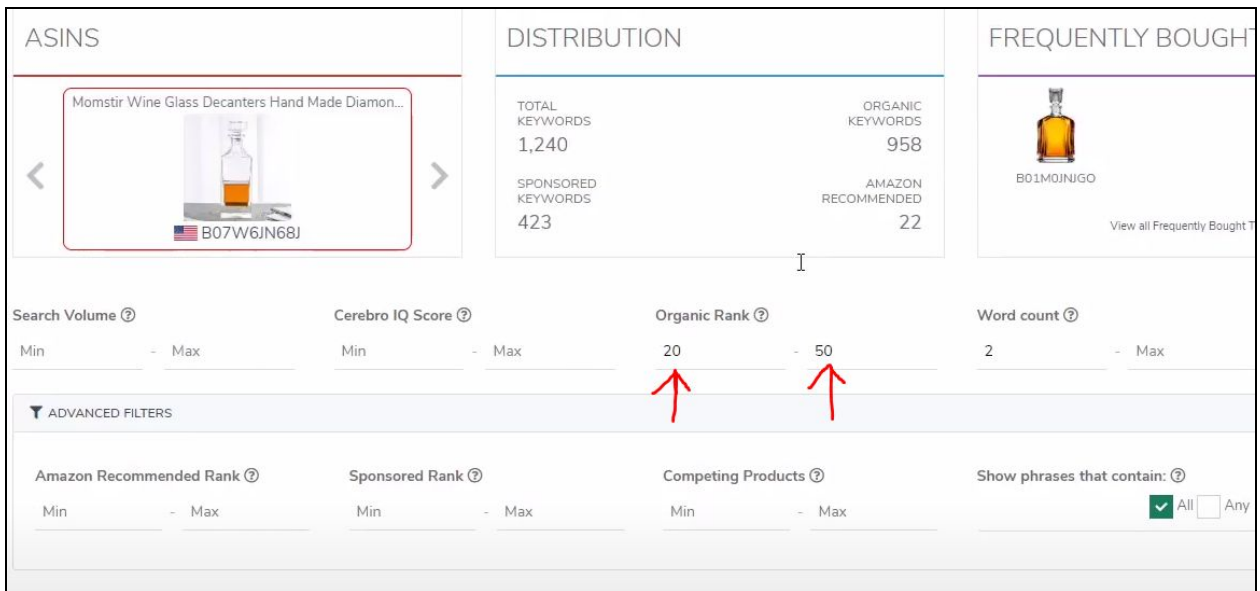 ASINS
Momstir Wine Glass Decanters Hand Made Diamon...
B07W6JN68J
DISTRIBUTION
TOTAL KEYWORDS
1,240
ORGANIC KEYWORDS
958
SPONSORED KEYWORDS
423
AMAZON RECOMMENDED
22
FREQUENTLY BOUGHT
B01M0JNJGO
View all Frequently Bought T
Search Volume ?
Min - Max
Cerebro IQ Score ?
Min - Max
Organic Rank ?
20 - 50
Word count ?
2 - Max
ADVANCED FILTERS
Amazon Recommended Rank ?
Min - Max
Sponsored Rank ?
Min - Max
Competing Products ?
Min - Max
Show phrases that contain: ?
All Any